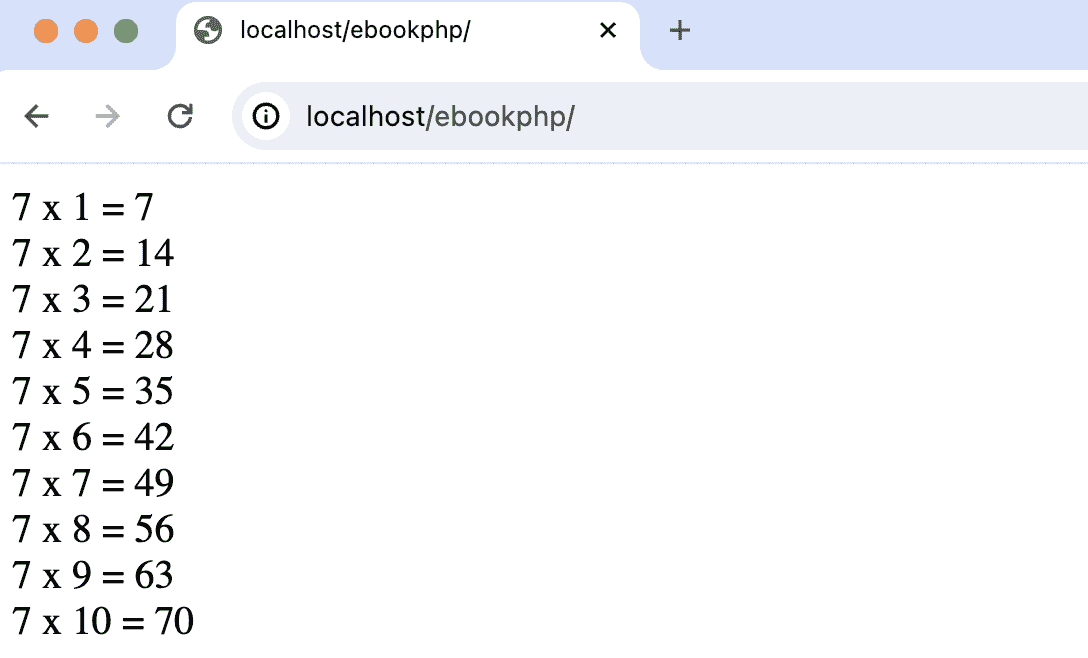 localhost/ebookphp/
localhost/ebookphp/
7 x 1 = 7
7 x 2 = 14
7 x 3 = 21
7 x 4 = 28
7 x 5 = 35
7 x 6 = 42
7 x 7 = 49
7 x 8 = 56
7 x 9 = 63
7 x 10 = 70